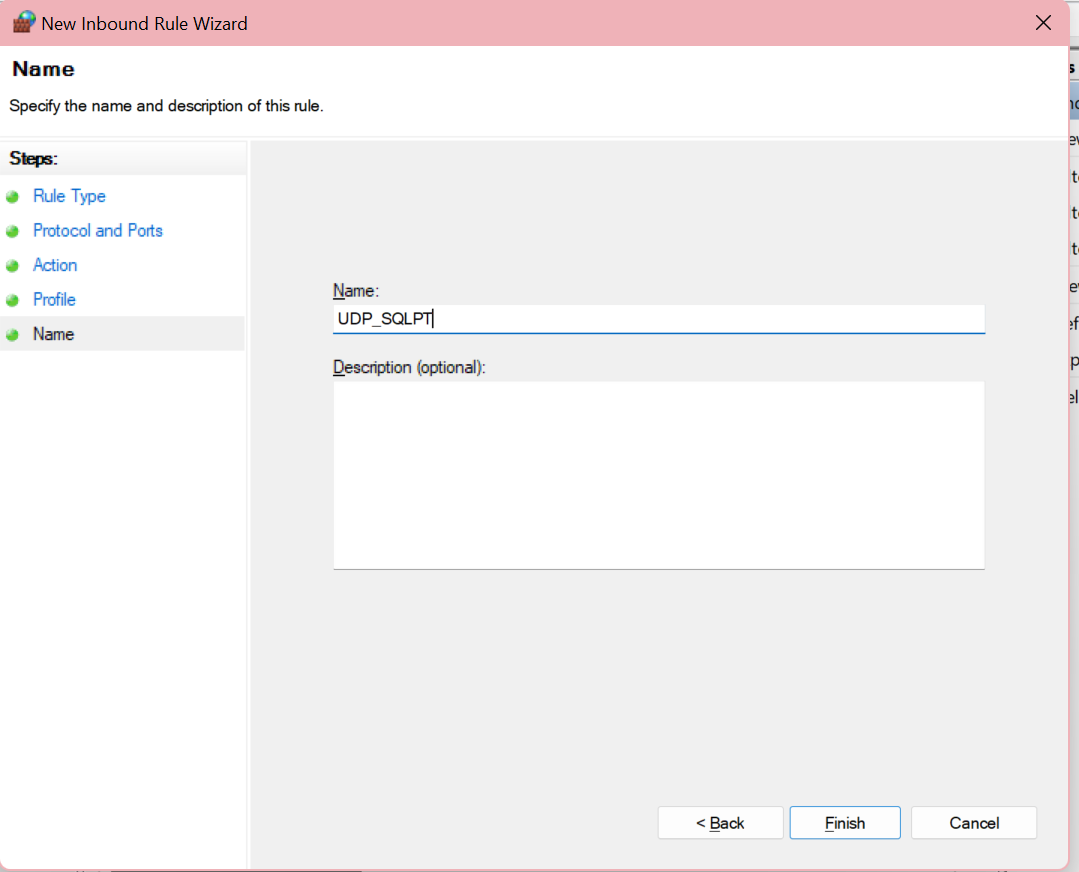 New Inbound Rule Wizard
Name
Specify the name and description of this rule.
Steps:
Rule Type
Protocol and Ports
Action
Profile
Name
Name:
UDP_SQLPT
Description (optional):
< Back
Finish
Cancel